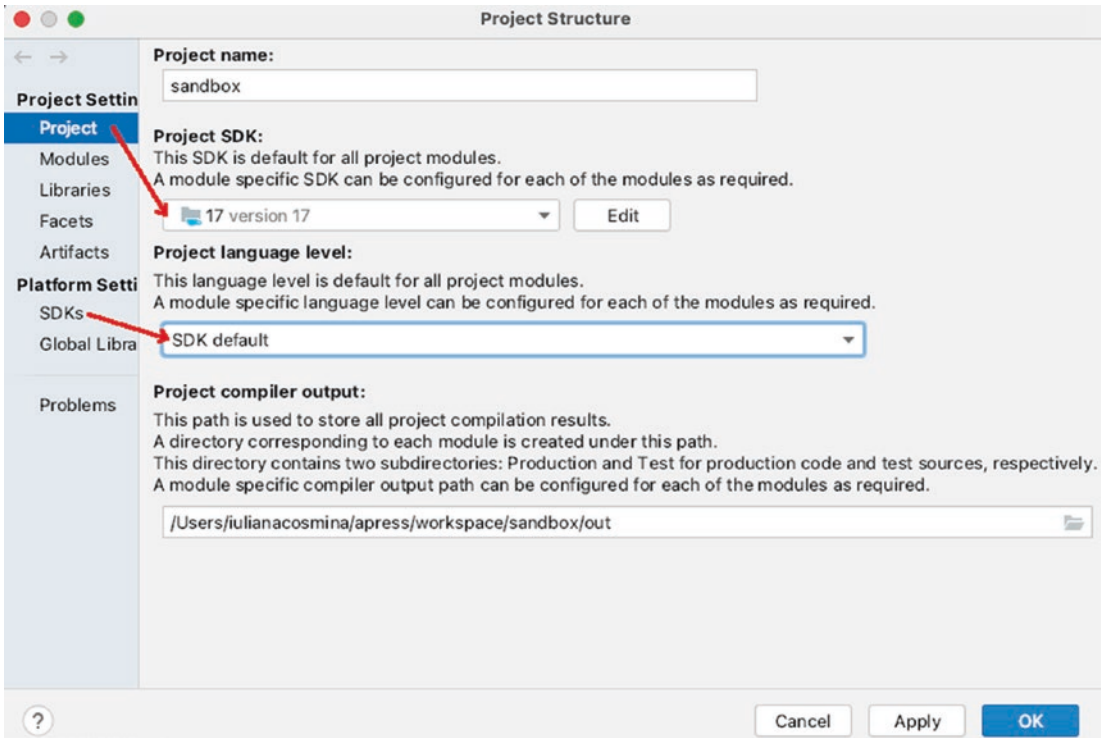 Project Structure
Project Settin
Project
Modules
Libraries
Facets
Artifacts
Platform Setti
SDKs
Global Libra
Problems
Project name:
sandbox
Project SDK:
This SDK is default for all project modules.
A module specific SDK can be configured for each of the modules as required.
17 version 17
Edit
Project language level:
This language level is default for all project modules.
A module specific language level can be configured for each of the modules as required.
SDK default
Project compiler output:
This path is used to store all project compilation results.
A directory corresponding to each module is created under this path.
This directory contains two subdirectories: Production and Test for production code and test sources, respectively.
A module specific compiler output path can be configured for each of the modules as required.
/Users/iulianacosmina/apress/workspace/sandbox/out
?
Cancel
Apply
OK